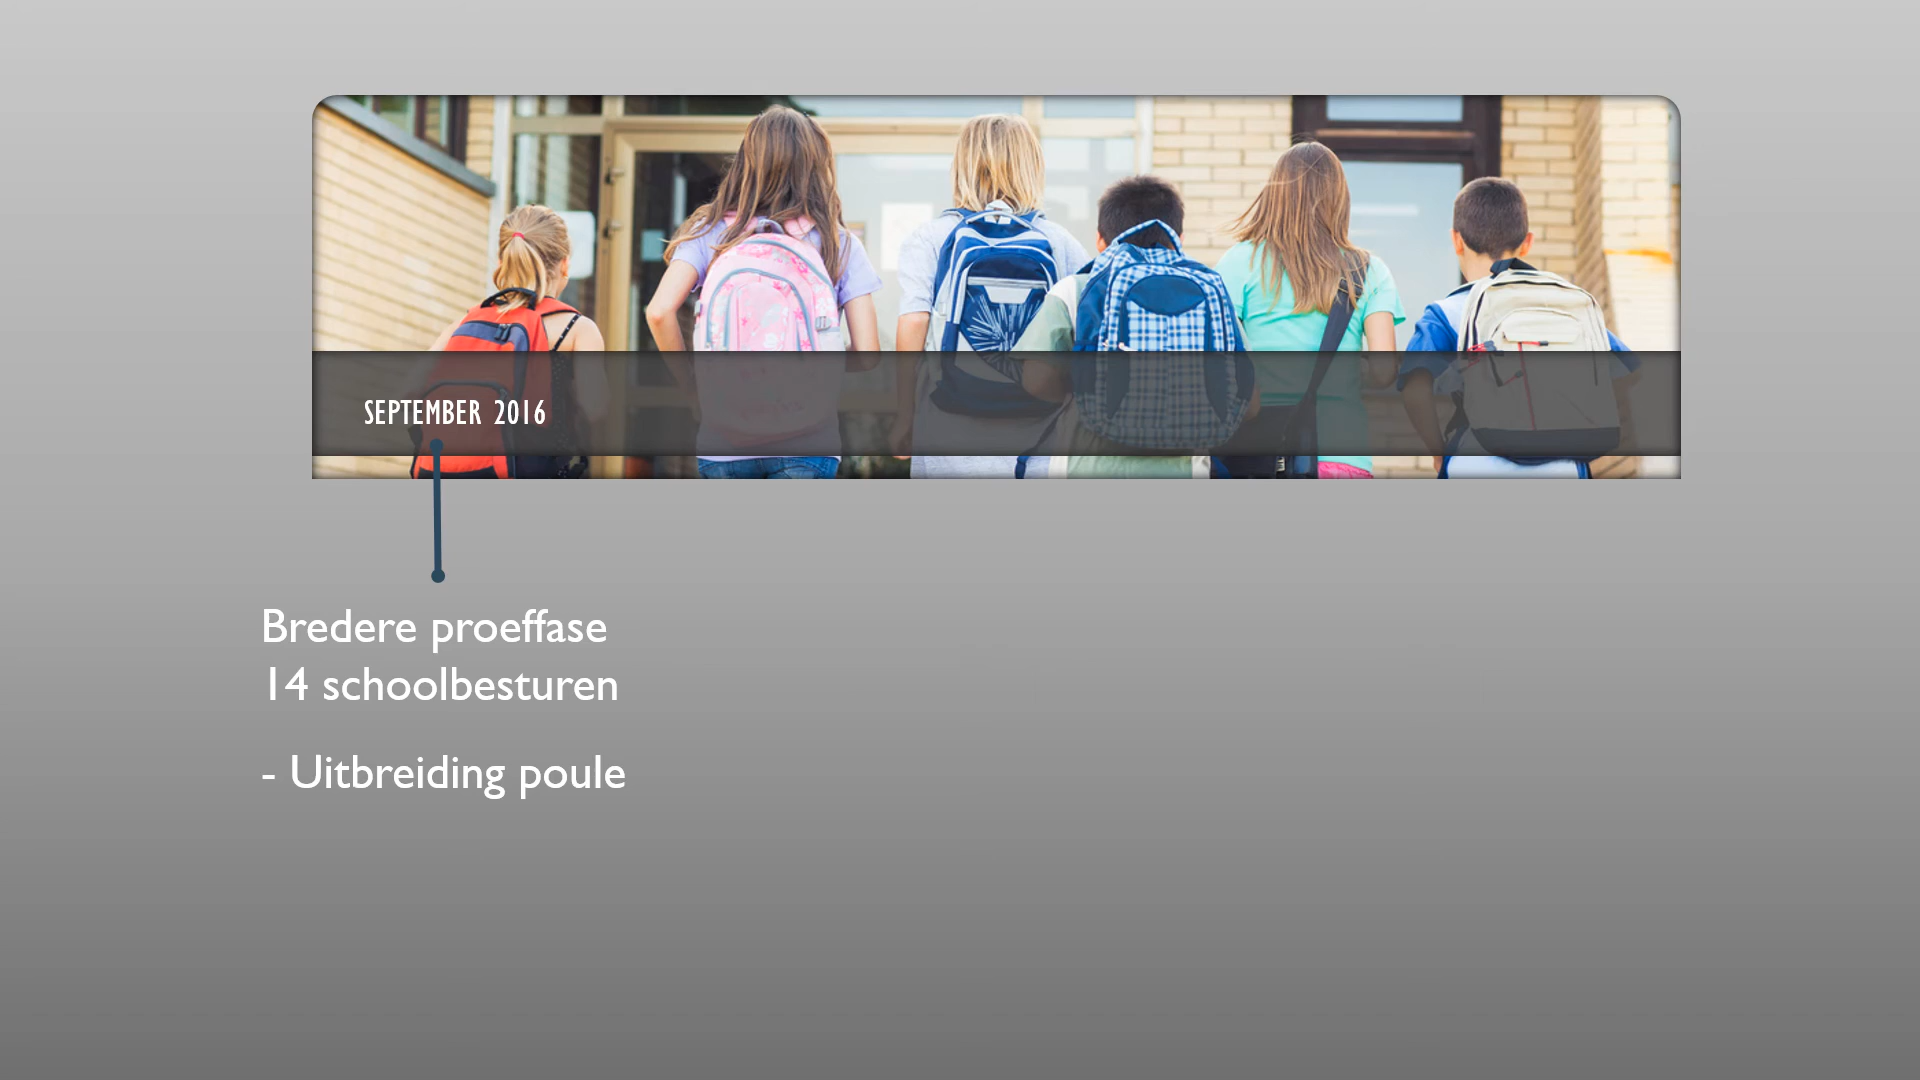 SEPTEMBER 2016
Bredere proeffase
14 schoolbesturen
- Uitbreiding poule